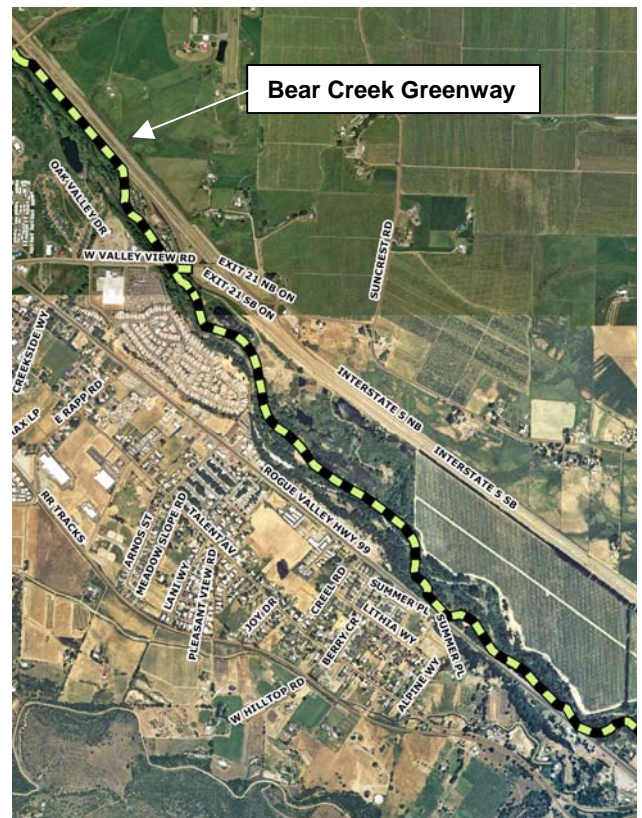 Bear Creek Greenway
OAK VALLEY DR
W VALLEY VIEW RD
EXIT 21 NB ON
EXIT 21 SB ON
SUNCREST RD
CREEKSIDE WY
E RAPP RD
AX LP
INTERSTATE 5 NB
INTERSTATE 5 SB
RR TRACKS
ROGUE VALLEY HWY 99
ARNOS ST
MEADOW SLOPE RD
TALENT AV
LANI WY
PLEASANT VIEW RD
JOY DR
CREEL RD
BERRY CR
SUMMER PL
SUMMER PL
LITHIA WY
ALPINE WY
W HILLTOP RD